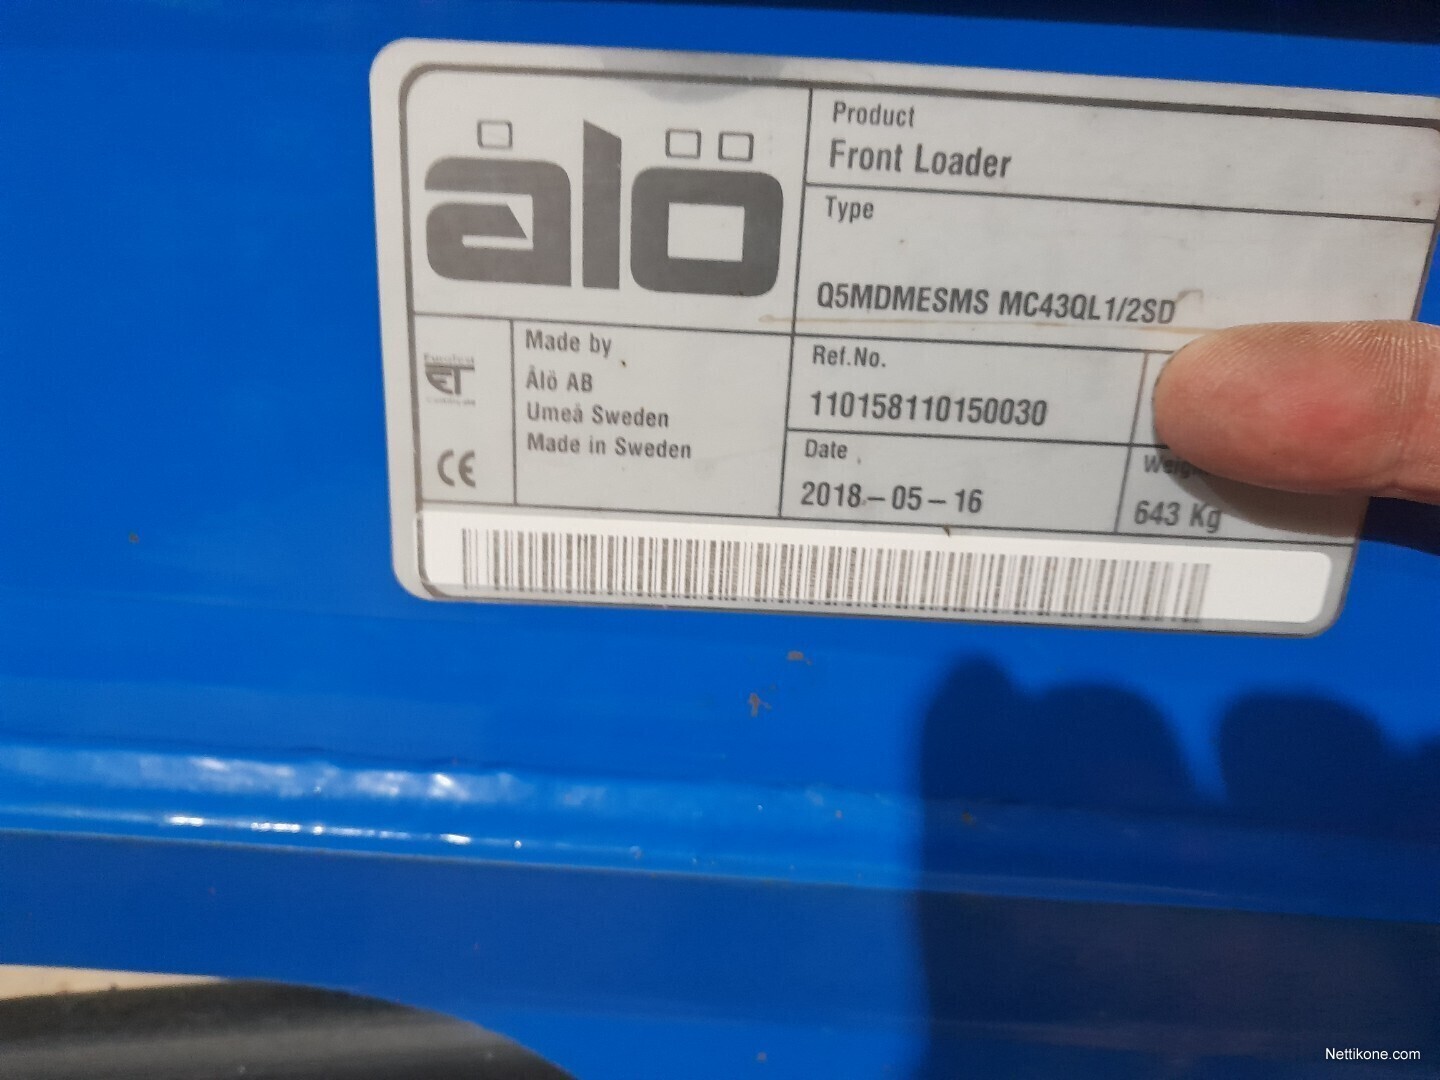 ålö
Product
Front Loader
Type
Q5MDMESMS MC43QL1/2SD
Made by
Ålö AB
Umeå Sweden
Made in Sweden
Ref.No.
110158110150030
Date
2018-05-16
643 Kg
ET
CE
Nettikone.com